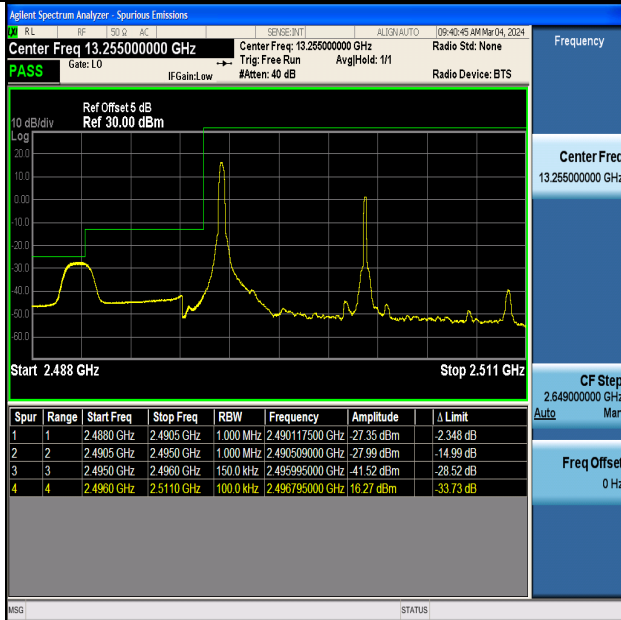 Agilent Spectrum Analyzer - Spurious Emissions
LXI RL RF 50 Ω AC SENSE:INT ALIGN AUTO 09:40:45 AM Mar 04, 2024
Center Freq 13.255000000 GHz
Center Freq: 13.255000000 GHz
Radio Std: None
PASS
Gate: LO
Trig: Free Run
Avg|Hold: 1/1
IFGain:Low
#Atten: 40 dB
Radio Device: BTS
Ref Offset 5 dB
10 dB/div Ref 30.00 dBm
Log
20.0
10.0
0.00
-10.0
-20.0
-30.0
-40.0
-50.0
-60.0
Start 2.488 GHz Stop 2.511 GHz
Spur Range Start Freq Stop Freq RBW Frequency Amplitude Δ Limit
1 1 2.4880 GHz 2.4905 GHz 1.000 MHz 2.490117500 GHz -27.35 dBm -2.348 dB
2 2 2.4905 GHz 2.4950 GHz 1.000 MHz 2.490509000 GHz -27.99 dBm -14.99 dB
3 3 2.4950 GHz 2.4960 GHz 150.0 kHz 2.495995000 GHz -41.52 dBm -28.52 dB
4 4 2.4960 GHz 2.5110 GHz 100.0 kHz 2.496795000 GHz 16.27 dBm -33.73 dB
MSG STATUS
Frequency
Center Freq
13.255000000 GHz
CF Step
2.649000000 GHz
Auto Man
Freq Offset
0 Hz